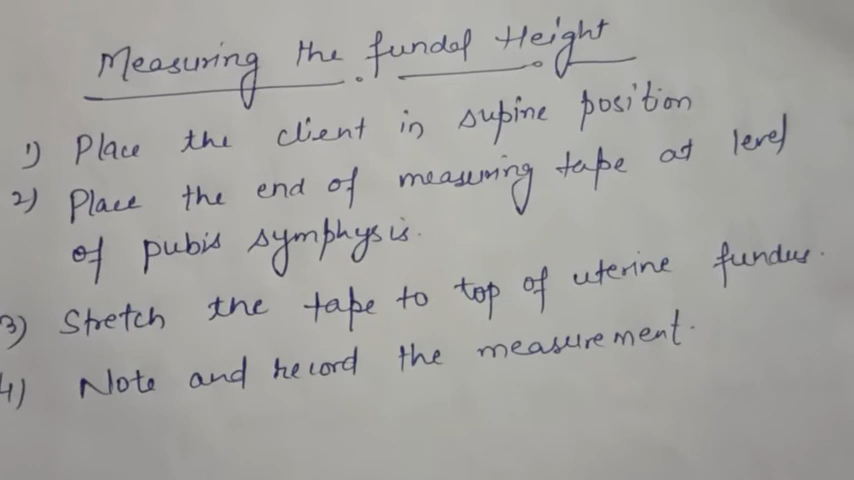 Measuring the fundal Height
1) Place the client in supine position
2) Place the end of measuring tape at level
of pubis symphysis.
3) Stretch the tape to top of uterine fundus.
4) Note and record the measurement.